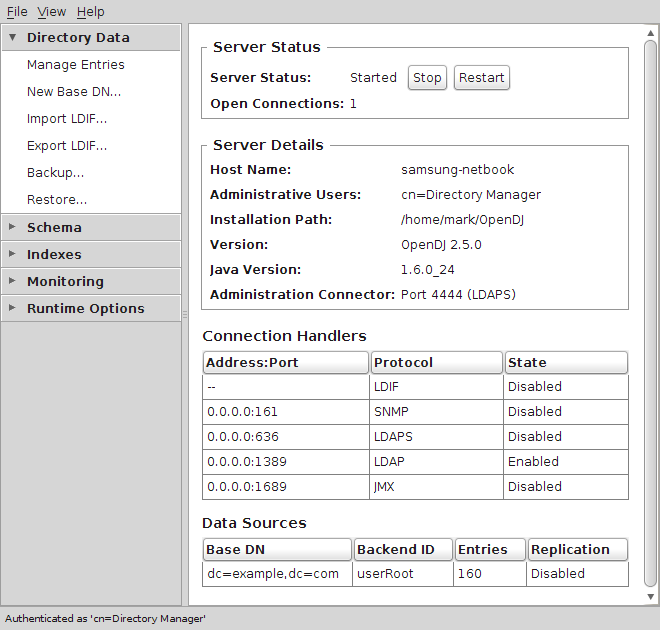 File View Help
Directory Data
Manage Entries
New Base DN...
Import LDIF...
Export LDIF...
Backup...
Restore...
Schema
Indexes
Monitoring
Runtime Options
Server Status
Server Status: Started Stop Restart
Open Connections: 1
Server Details
Host Name: samsung-netbook
Administrative Users: cn=Directory Manager
Installation Path: /home/mark/OpenDJ
Version: OpenDJ 2.5.0
Java Version: 1.6.0_24
Administration Connector: Port 4444 (LDAPS)
Connection Handlers
Address:Port Protocol State
-- LDIF Disabled
0.0.0.0:161 SNMP Disabled
0.0.0.0:636 LDAPS Disabled
0.0.0.0:1389 LDAP Enabled
0.0.0.0:1689 JMX Disabled
Data Sources
Base DN Backend ID Entries Replication
dc=example,dc=com userRoot 160 Disabled
Authenticated as 'cn=Directory Manager'